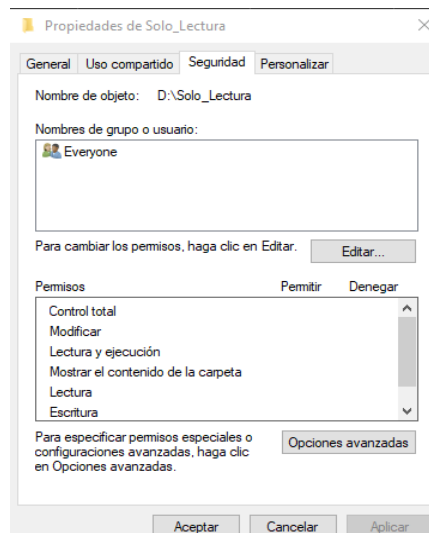 Propiedades de Solo_Lectura
General Uso compartido Seguridad Personalizar
Nombre de objeto: D:\Solo_Lectura
Nombres de grupo o usuario:
Everyone
Para cambiar los permisos, haga clic en Editar. Editar...
Permisos Permitir Denegar
Control total
Modificar
Lectura y ejecución
Mostrar el contenido de la carpeta
Lectura
Escritura
Para especificar permisos especiales o
configuraciones avanzadas, haga clic
en Opciones avanzadas.
Opciones avanzadas
Aceptar Cancelar Aplicar